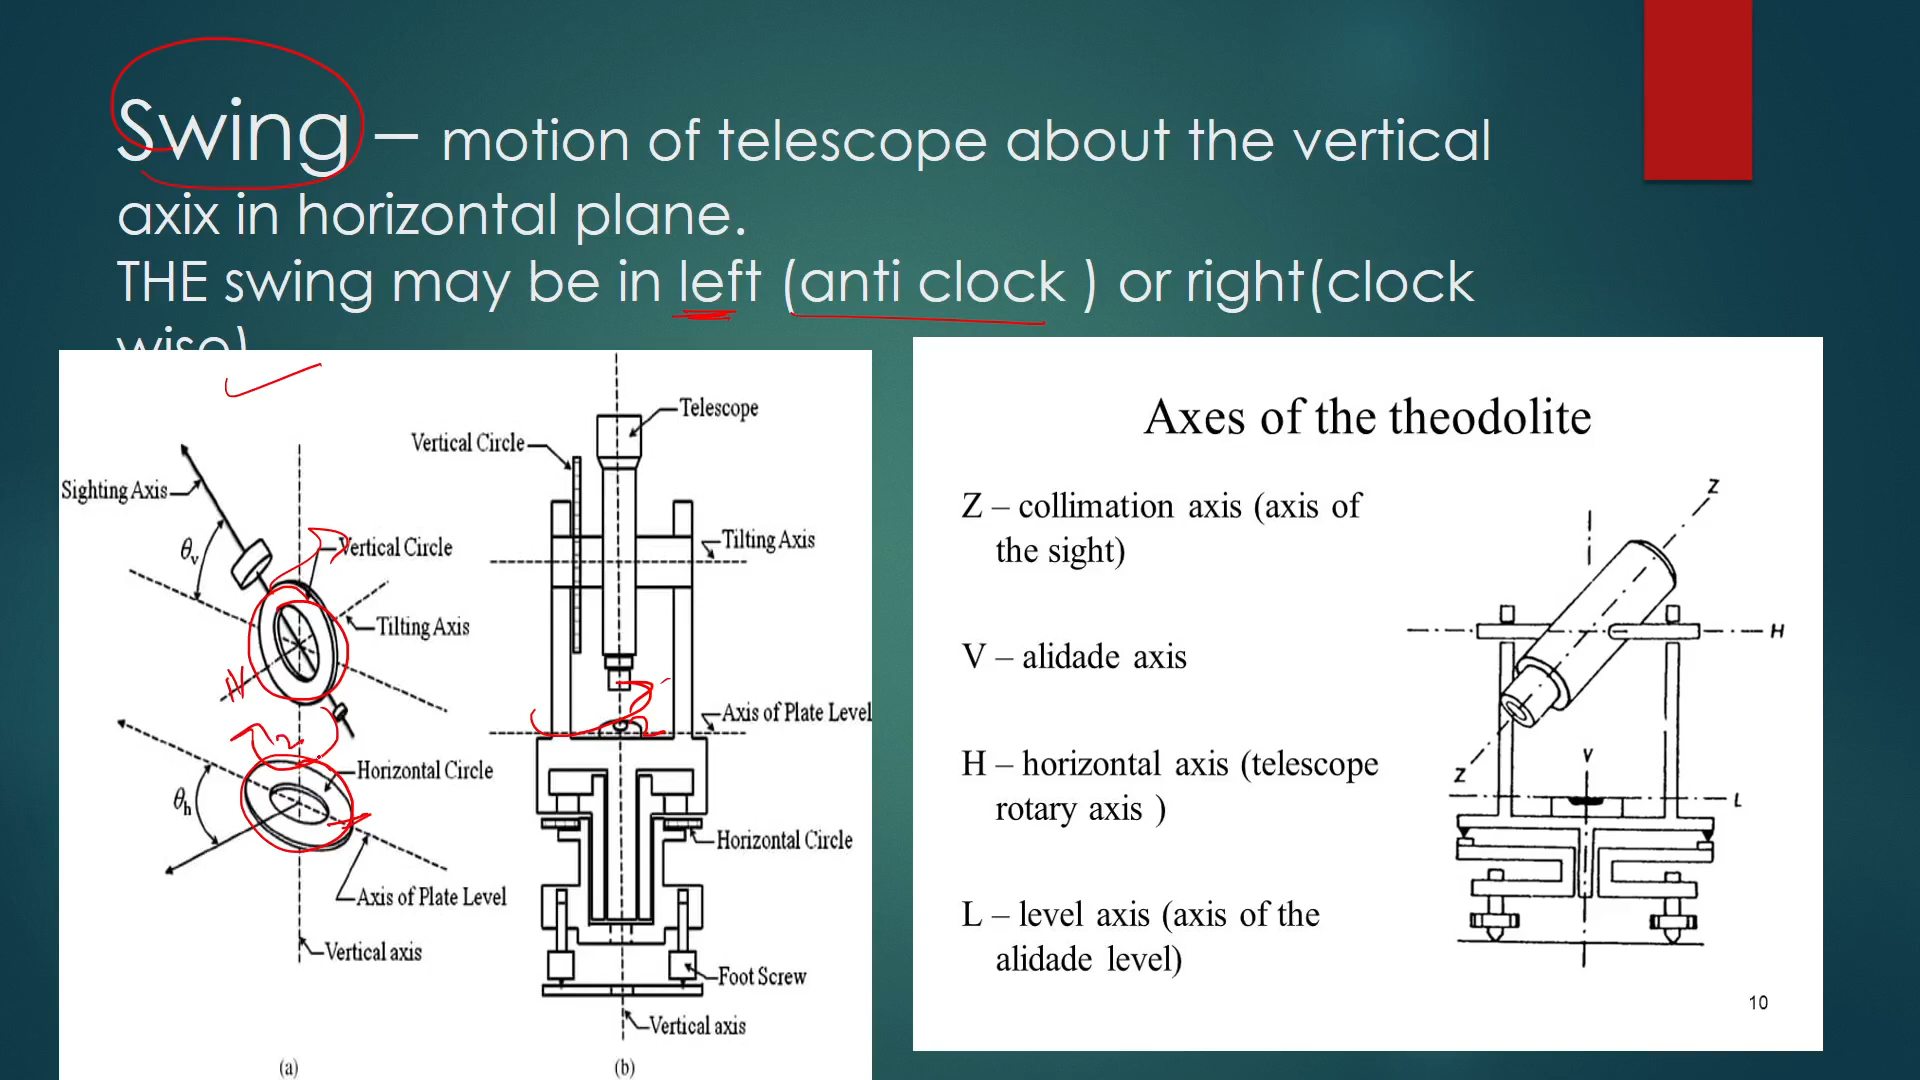 Swing – motion of telescope about the vertical
axix in horizontal plane.
THE swing may be in left (anti clock ) or right(clock
wise)
Telescope
Vertical Circle
Sighting Axis
θv
Vertical Circle
Tilting Axis
Tilting Axis
Axis of Plate Level
Horizontal Circle
θh
Horizontal Circle
Axis of Plate Level
Vertical axis
Foot Screw
Vertical axis
(a)
(b)
Axes of the theodolite
Z – collimation axis (axis of
the sight)
V – alidade axis
H – horizontal axis (telescope
rotary axis )
L – level axis (axis of the
alidade level)
Z
H
V
Z
L
10